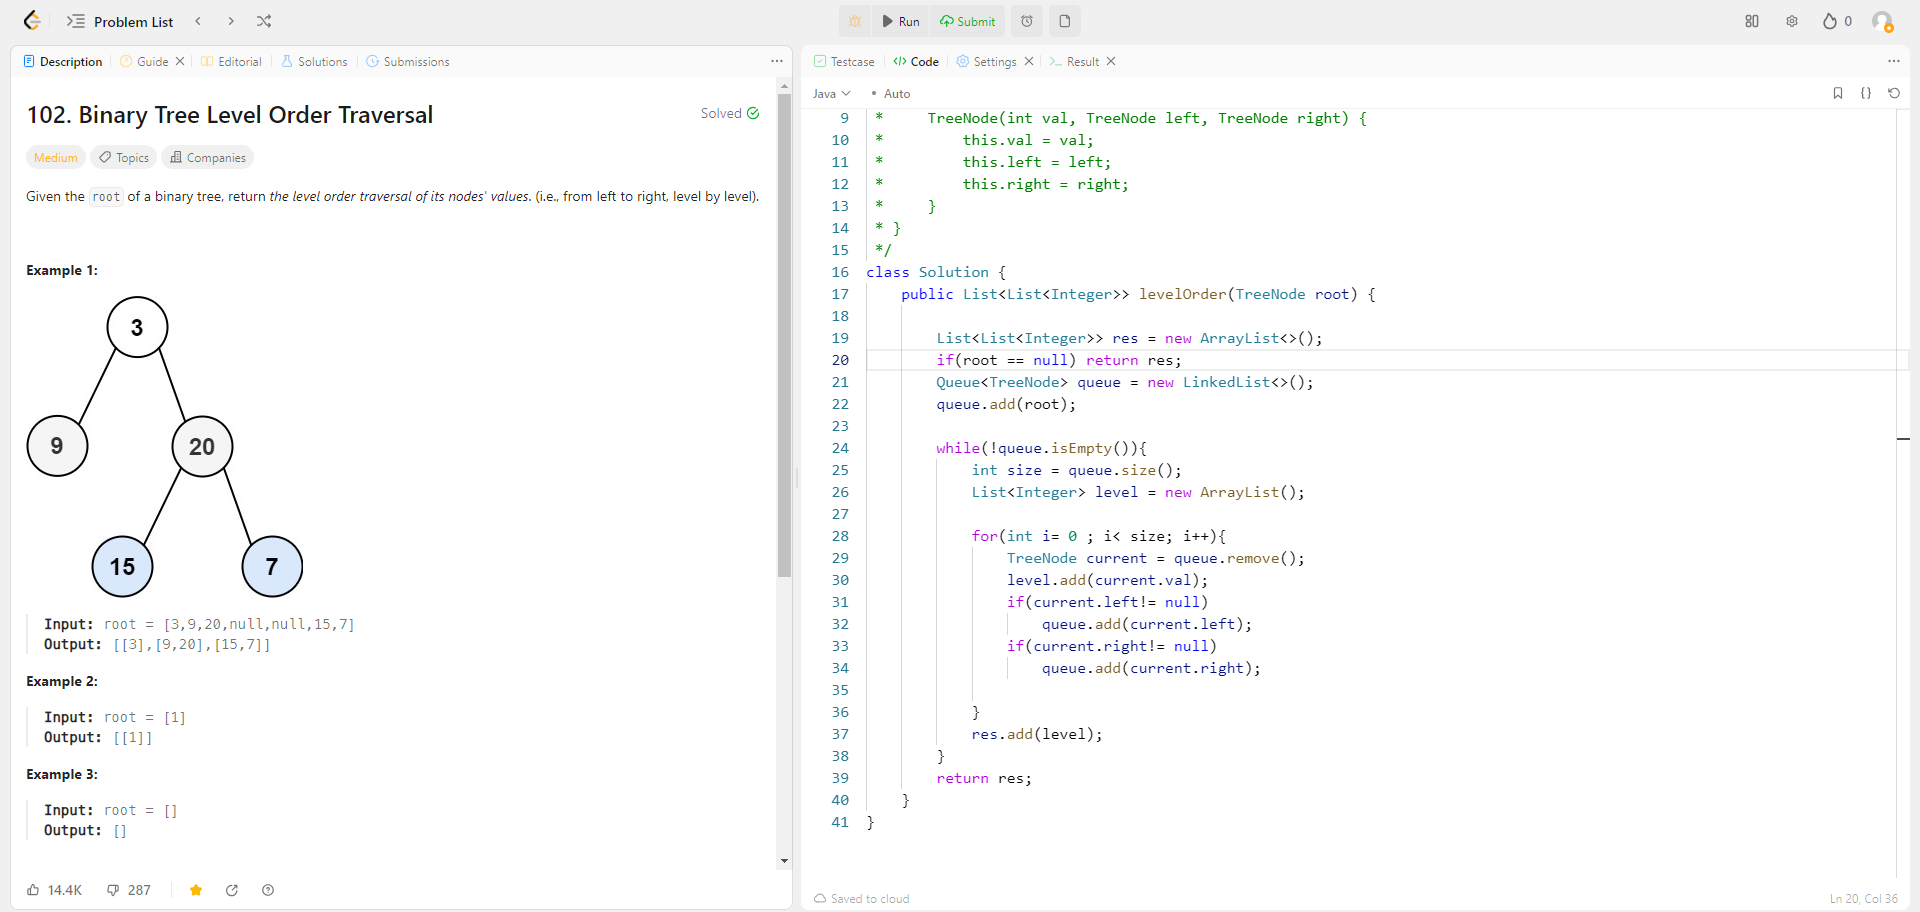 Problem List
Run
Submit
0
Description
Guide
Editorial
Solutions
Submissions
102. Binary Tree Level Order Traversal
Solved
Medium
Topics
Companies
Given the root of a binary tree, return the level order traversal of its nodes' values. (i.e., from left to right, level by level).
Example 1:
3
9
20
15
7
Input: root = [3,9,20,null,null,15,7]
Output: [[3],[9,20],[15,7]]
Example 2:
Input: root = [1]
Output: [[1]]
Example 3:
Input: root = []
Output: []
14.4K
287
Testcase
Code
Settings
Result
Java
Auto
9 *     TreeNode(int val, TreeNode left, TreeNode right) {
10 *         this.val = val;
11 *         this.left = left;
12 *         this.right = right;
13 *     }
14 * }
15 */
16 class Solution {
17     public List<List<Integer>> levelOrder(TreeNode root) {
18
19         List<List<Integer>> res = new ArrayList<>();
20         if(root == null) return res;
21         Queue<TreeNode> queue = new LinkedList<>();
22         queue.add(root);
23
24         while(!queue.isEmpty()){
25             int size = queue.size();
26             List<Integer> level = new ArrayList();
27
28             for(int i= 0 ; i< size; i++){
29                 TreeNode current = queue.remove();
30                 level.add(current.val);
31                 if(current.left!= null)
32                     queue.add(current.left);
33                 if(current.right!= null)
34                     queue.add(current.right);
35
36             }
37             res.add(level);
38         }
39         return res;
40     }
41 }
Saved to cloud
Ln 20, Col 36